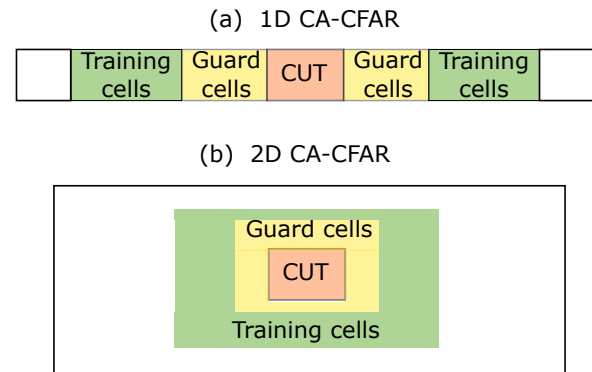 (a) 1D CA-CFAR
Training cells
Guard cells
CUT
Guard cells
Training cells
(b) 2D CA-CFAR
Guard cells
CUT
Training cells